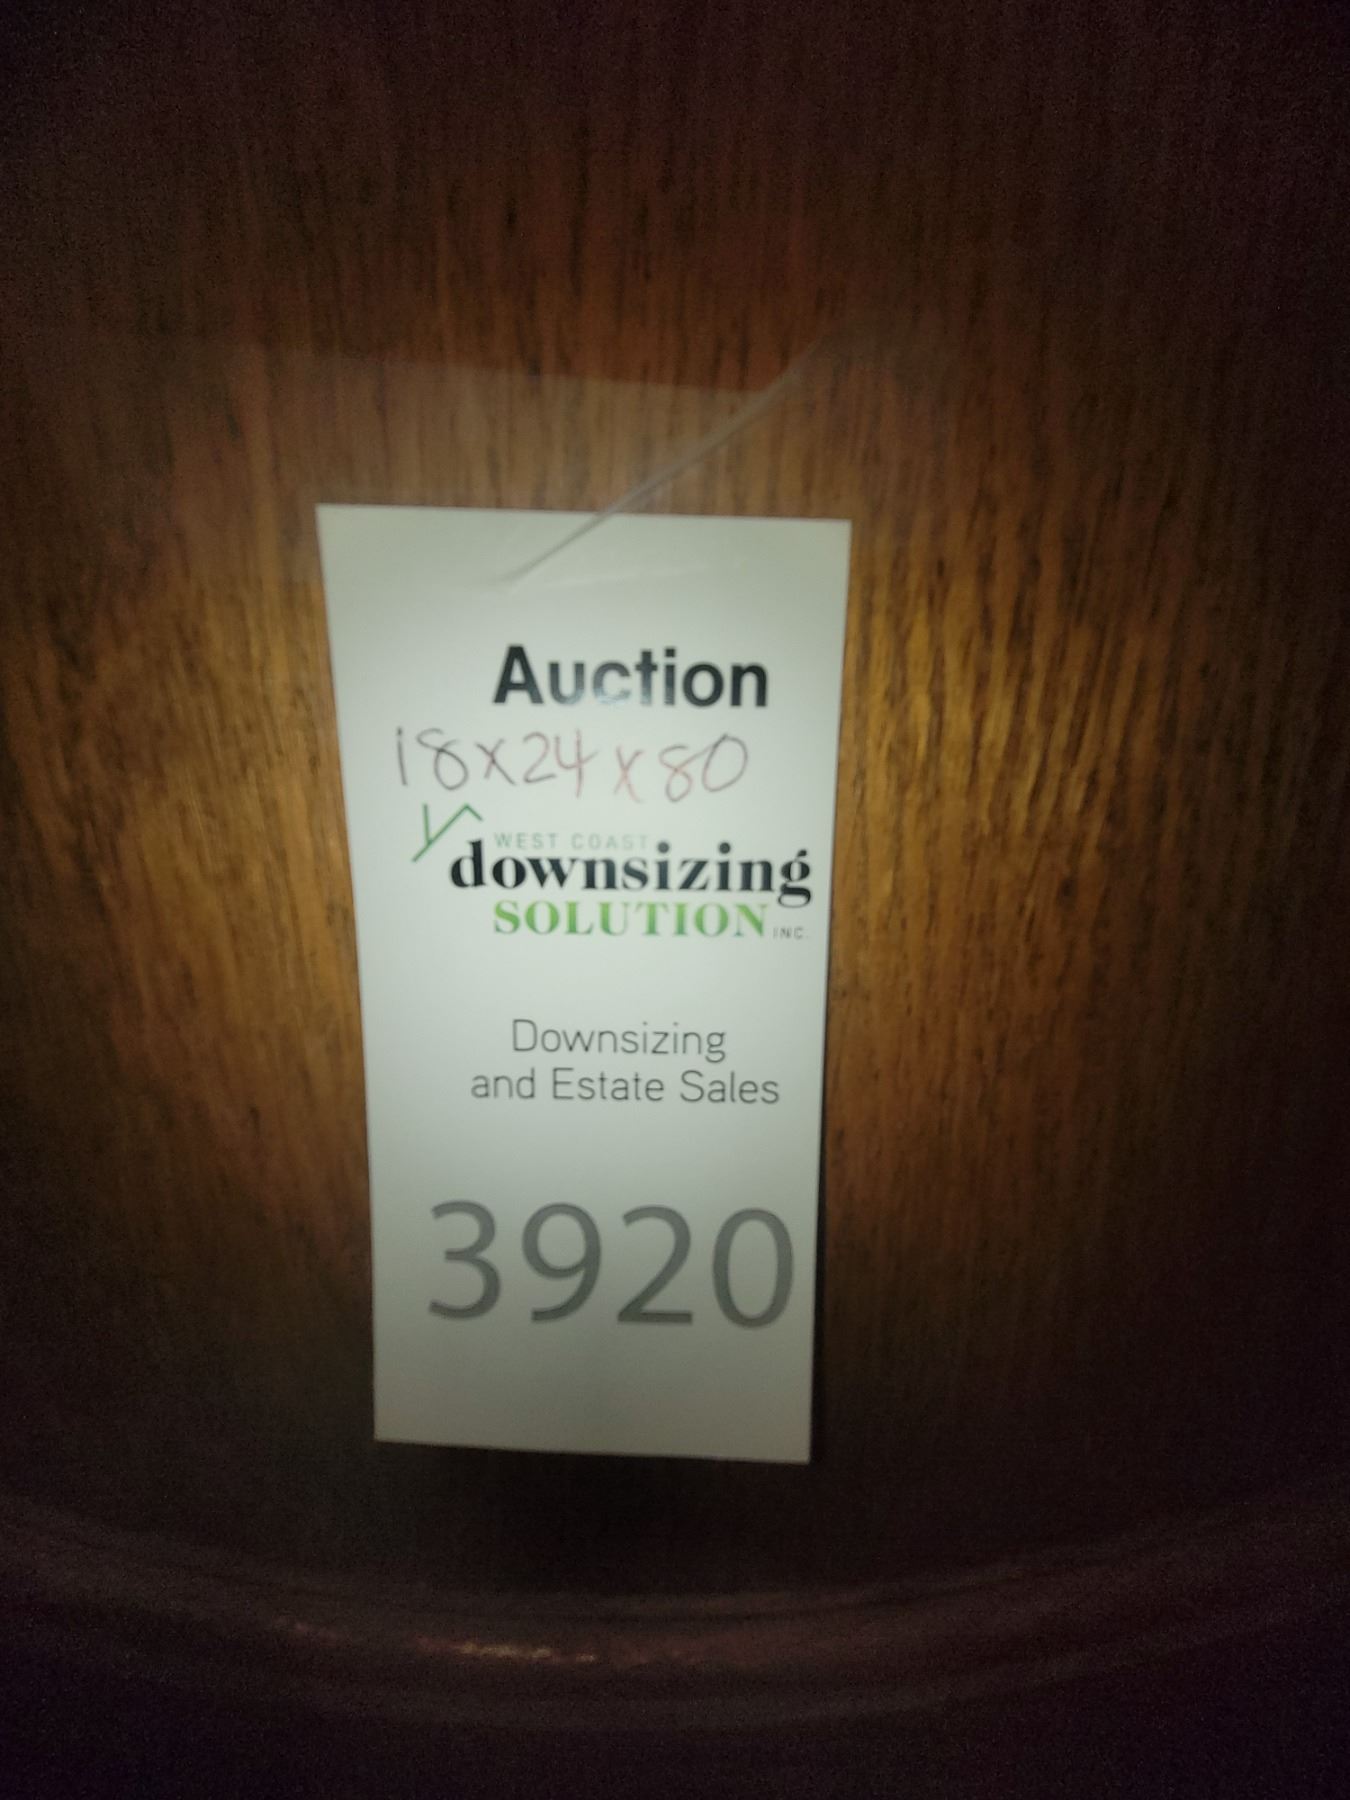 Auction
18x24x80
WEST COAST
downsizing
SOLUTION INC.
Downsizing
and Estate Sales
3920